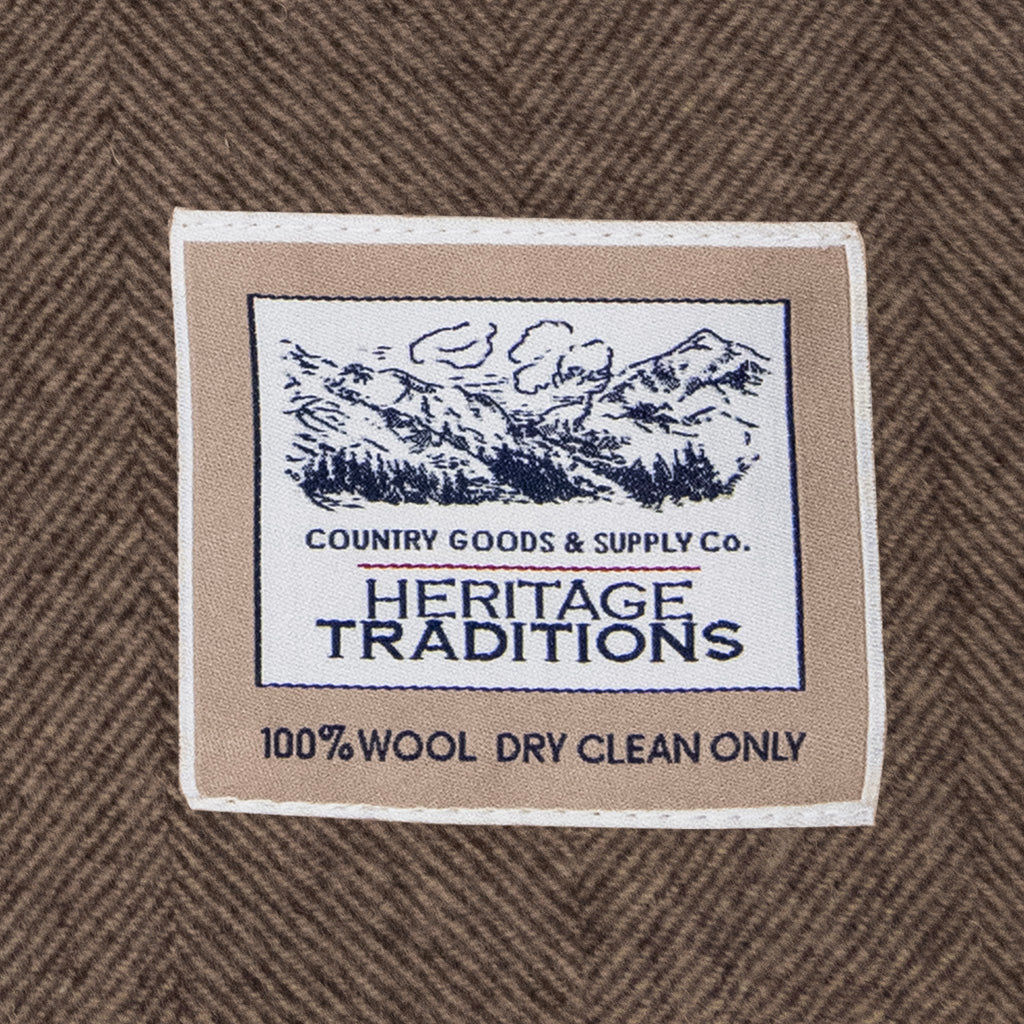 COUNTRY GOODS & SUPPLY Co.
HERITAGE
TRADITIONS
100% WOOL DRY CLEAN ONLY